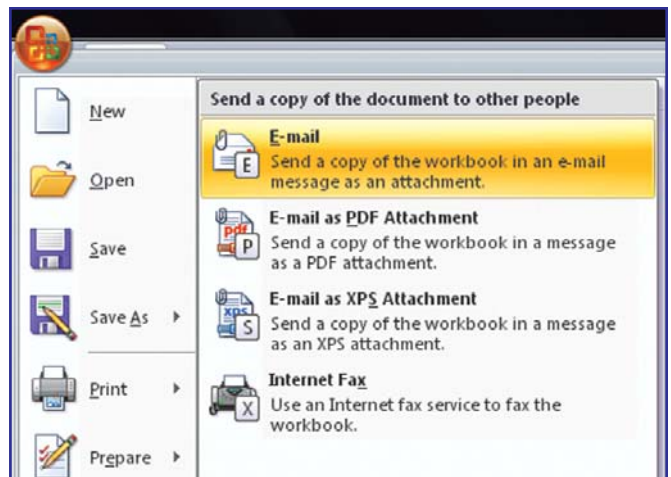 New
Open
Save
Save As
Print
Prepare
Send a copy of the document to other people
E-mail
E
Send a copy of the workbook in an e-mail
message as an attachment.
E-mail as PDF Attachment
pdf
P
Send a copy of the workbook in a message
as a PDF attachment.
E-mail as XPS Attachment
xps
S
Send a copy of the workbook in a message
as an XPS attachment.
Internet Fax
X
Use an Internet fax service to fax the
workbook.